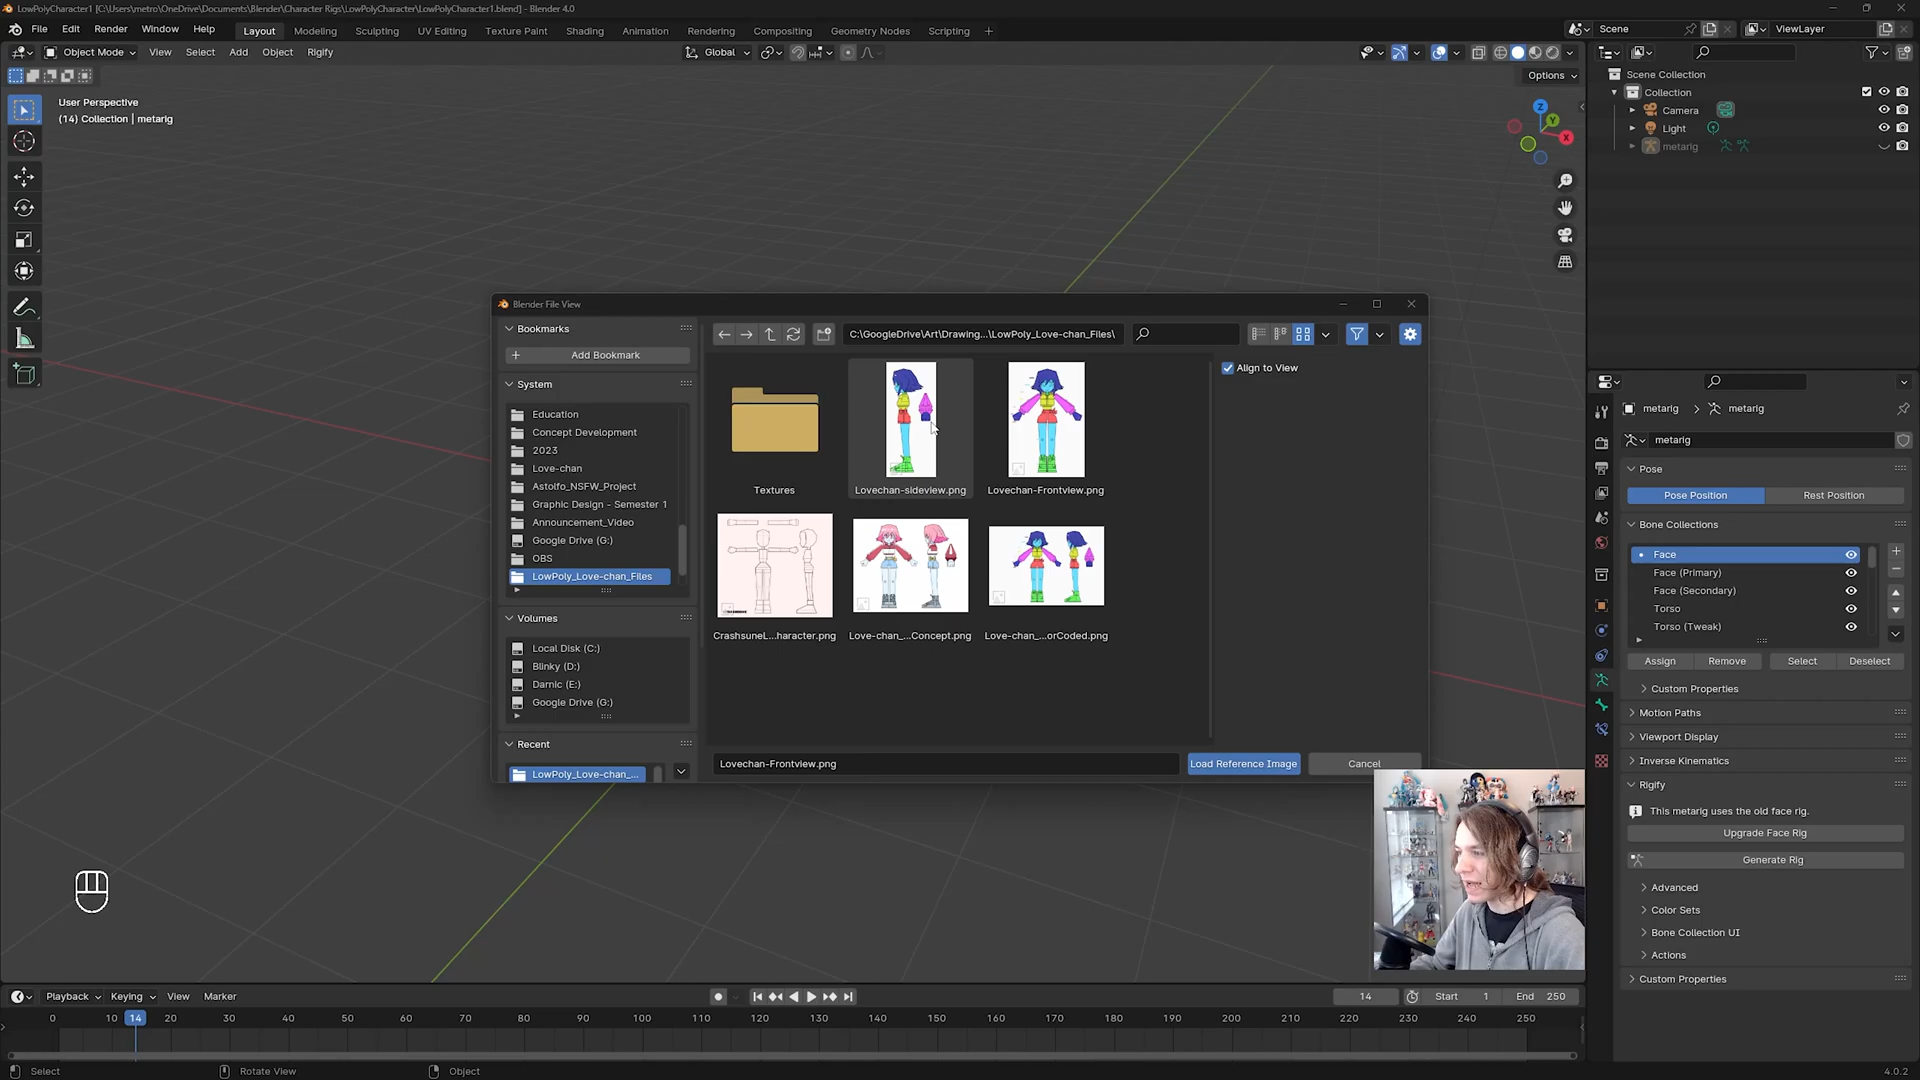 LowPolyCharacter1 [C:\Users\metro\OneDrive\Documents\Blender\Character Rigs\LowPolyCharacter\LowPolyCharacter1.blend] - Blender 4.0
File Edit Render Window Help
Layout Modeling Sculpting UV Editing Texture Paint Shading Animation Rendering Compositing Geometry Nodes Scripting
Scene
ViewLayer
Object Mode View Select Add Object Rigify
Global
Options
User Perspective
(14) Collection | metarig
Z
Y
X
Scene Collection
Collection
Camera
Light
metarig
Blender File View
Bookmarks
Add Bookmark
System
Education
Concept Development
2023
Love-chan
Astolfo_NSFW_Project
Graphic Design - Semester 1
Announcement_Video
Google Drive (G:)
OBS
LowPoly_Love-chan_Files
Volumes
Local Disk (C:)
Blinky (D:)
Darnic (E:)
Google Drive (G:)
Recent
LowPoly_Love-chan_...
C:\GoogleDrive\Art\Drawing...\LowPoly_Love-chan_Files\
Textures
Lovechan-sideview.png
Lovechan-Frontview.png
CrashsuneL...haracter.png
Love-chan_...Concept.png
Love-chan_...orCoded.png
Align to View
Lovechan-Frontview.png
Load Reference Image
Cancel
metarig
metarig
metarig
Pose
Pose Position
Rest Position
Bone Collections
Face
Face (Primary)
Face (Secondary)
Torso
Torso (Tweak)
Assign
Remove
Select
Deselect
Custom Properties
Motion Paths
Viewport Display
Inverse Kinematics
Rigify
This metarig uses the old face rig.
Upgrade Face Rig
Generate Rig
Advanced
Color Sets
Bone Collection UI
Actions
Custom Properties
Playback Keying View Marker
14
Start 1
End 250
0 10 14 20 30 40 50 60 70 80 90 100 110 120 130 140 150 160 170 180 190 200 210 220 230 240 250
Select
Rotate View
Object
4.0.2